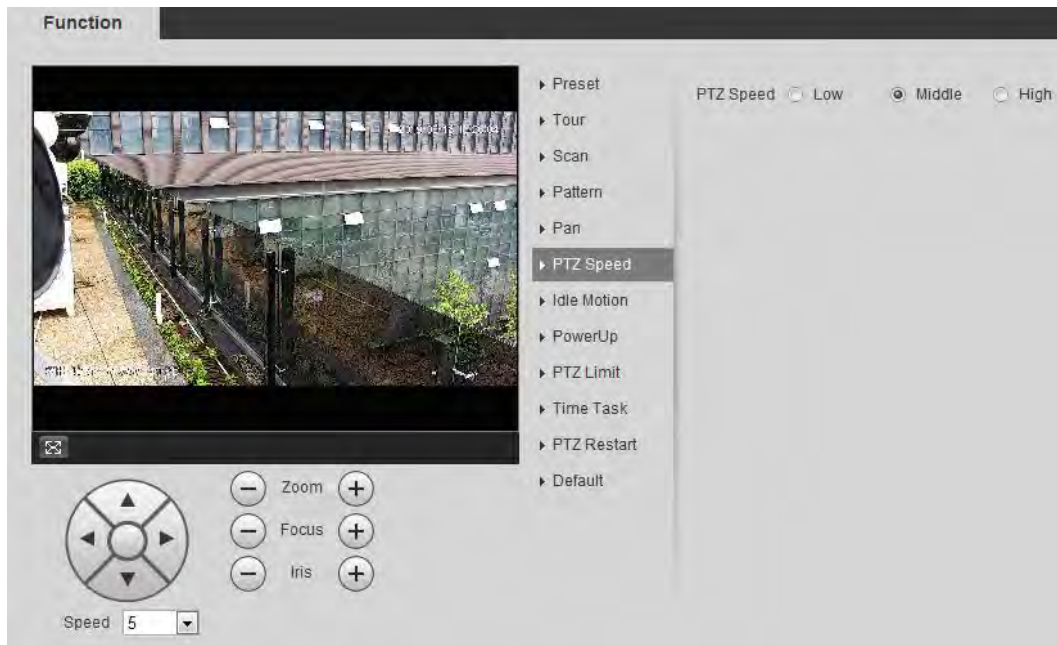 Function
Preset
Tour
Scan
Pattern
Pan
PTZ Speed
Idle Motion
PowerUp
PTZ Limit
Time Task
PTZ Restart
Default
PTZ Speed Low Middle High
Zoom
Focus
Iris
Speed 5